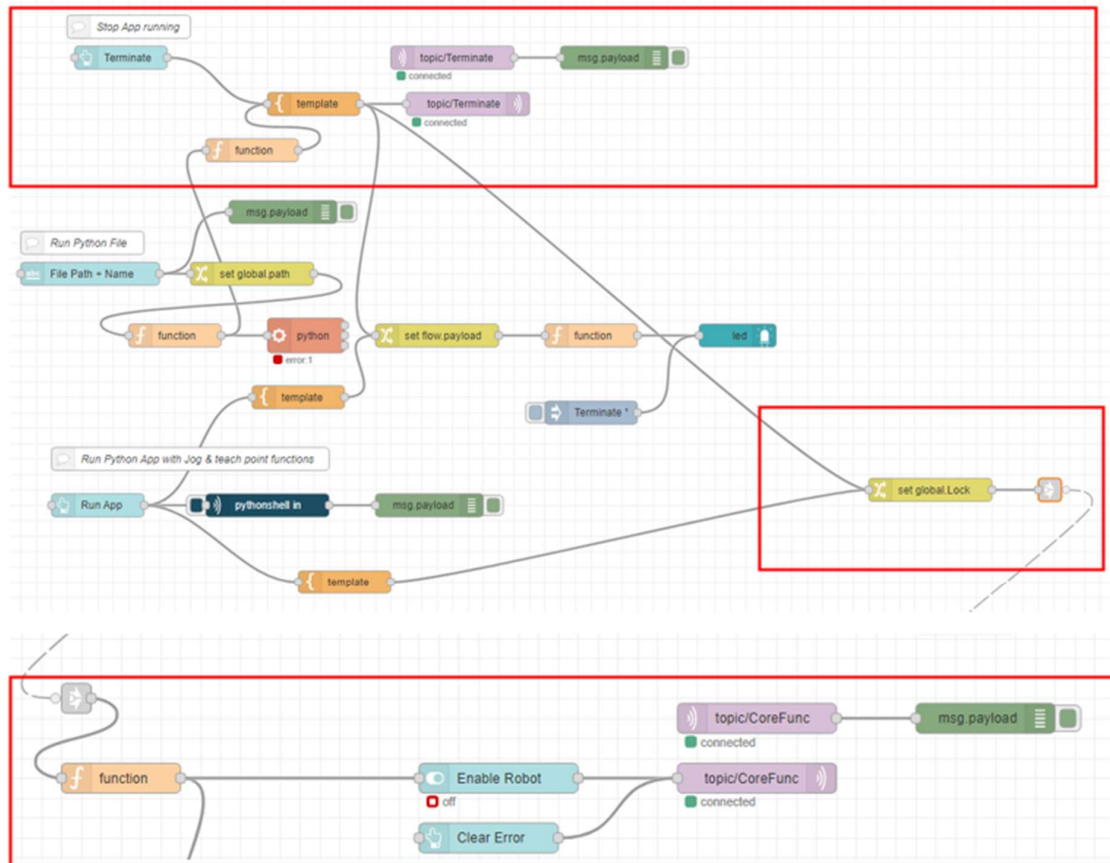 Stop App running
Terminate
topic/Terminate
msg.payload
connected
template
topic/Terminate
connected
function
msg.payload
Run Python File
abc
File Path + Name
set global.path
function
python
error:1
set flow.payload
function
led
template
Terminate *
Run Python App with Jog & teach point functions
Run App
pythonshell in
msg.payload
set global.Lock
template
topic/CoreFunc
msg.payload
connected
function
Enable Robot
topic/CoreFunc
off
connected
Clear Error